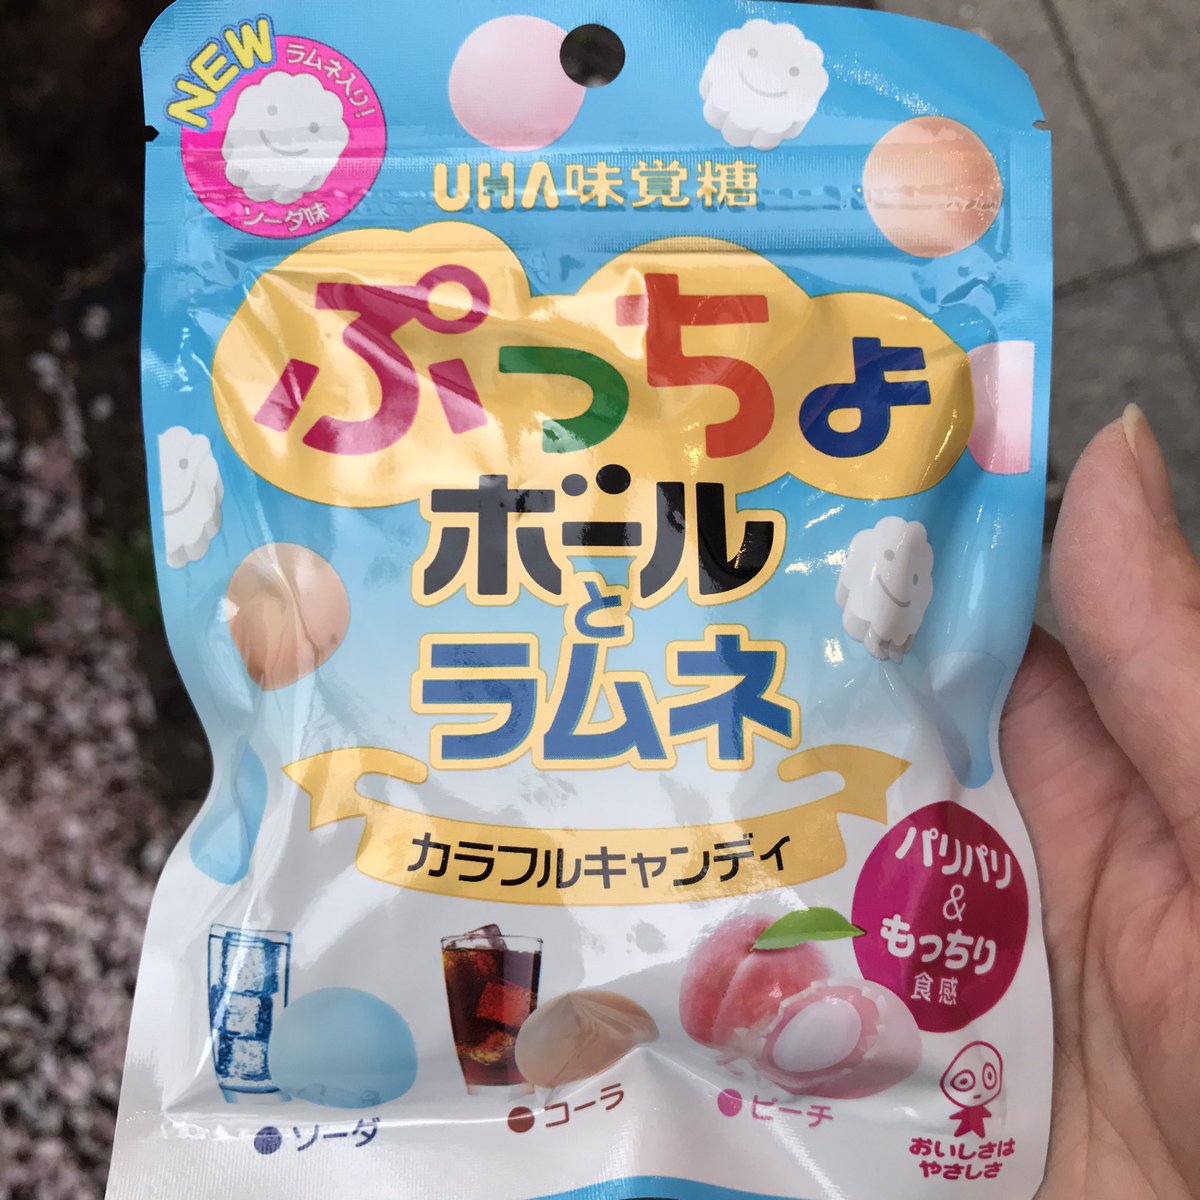 NEW
ラムネ入り!
ソーダ味
UHA味覚糖
ぷっちょ
ボール
と
ラムネ
カラフルキャンディ
パリパリ
&
もっちり
食感
ソーダ
コーラ
ピーチ
おいしさは
やさしさ